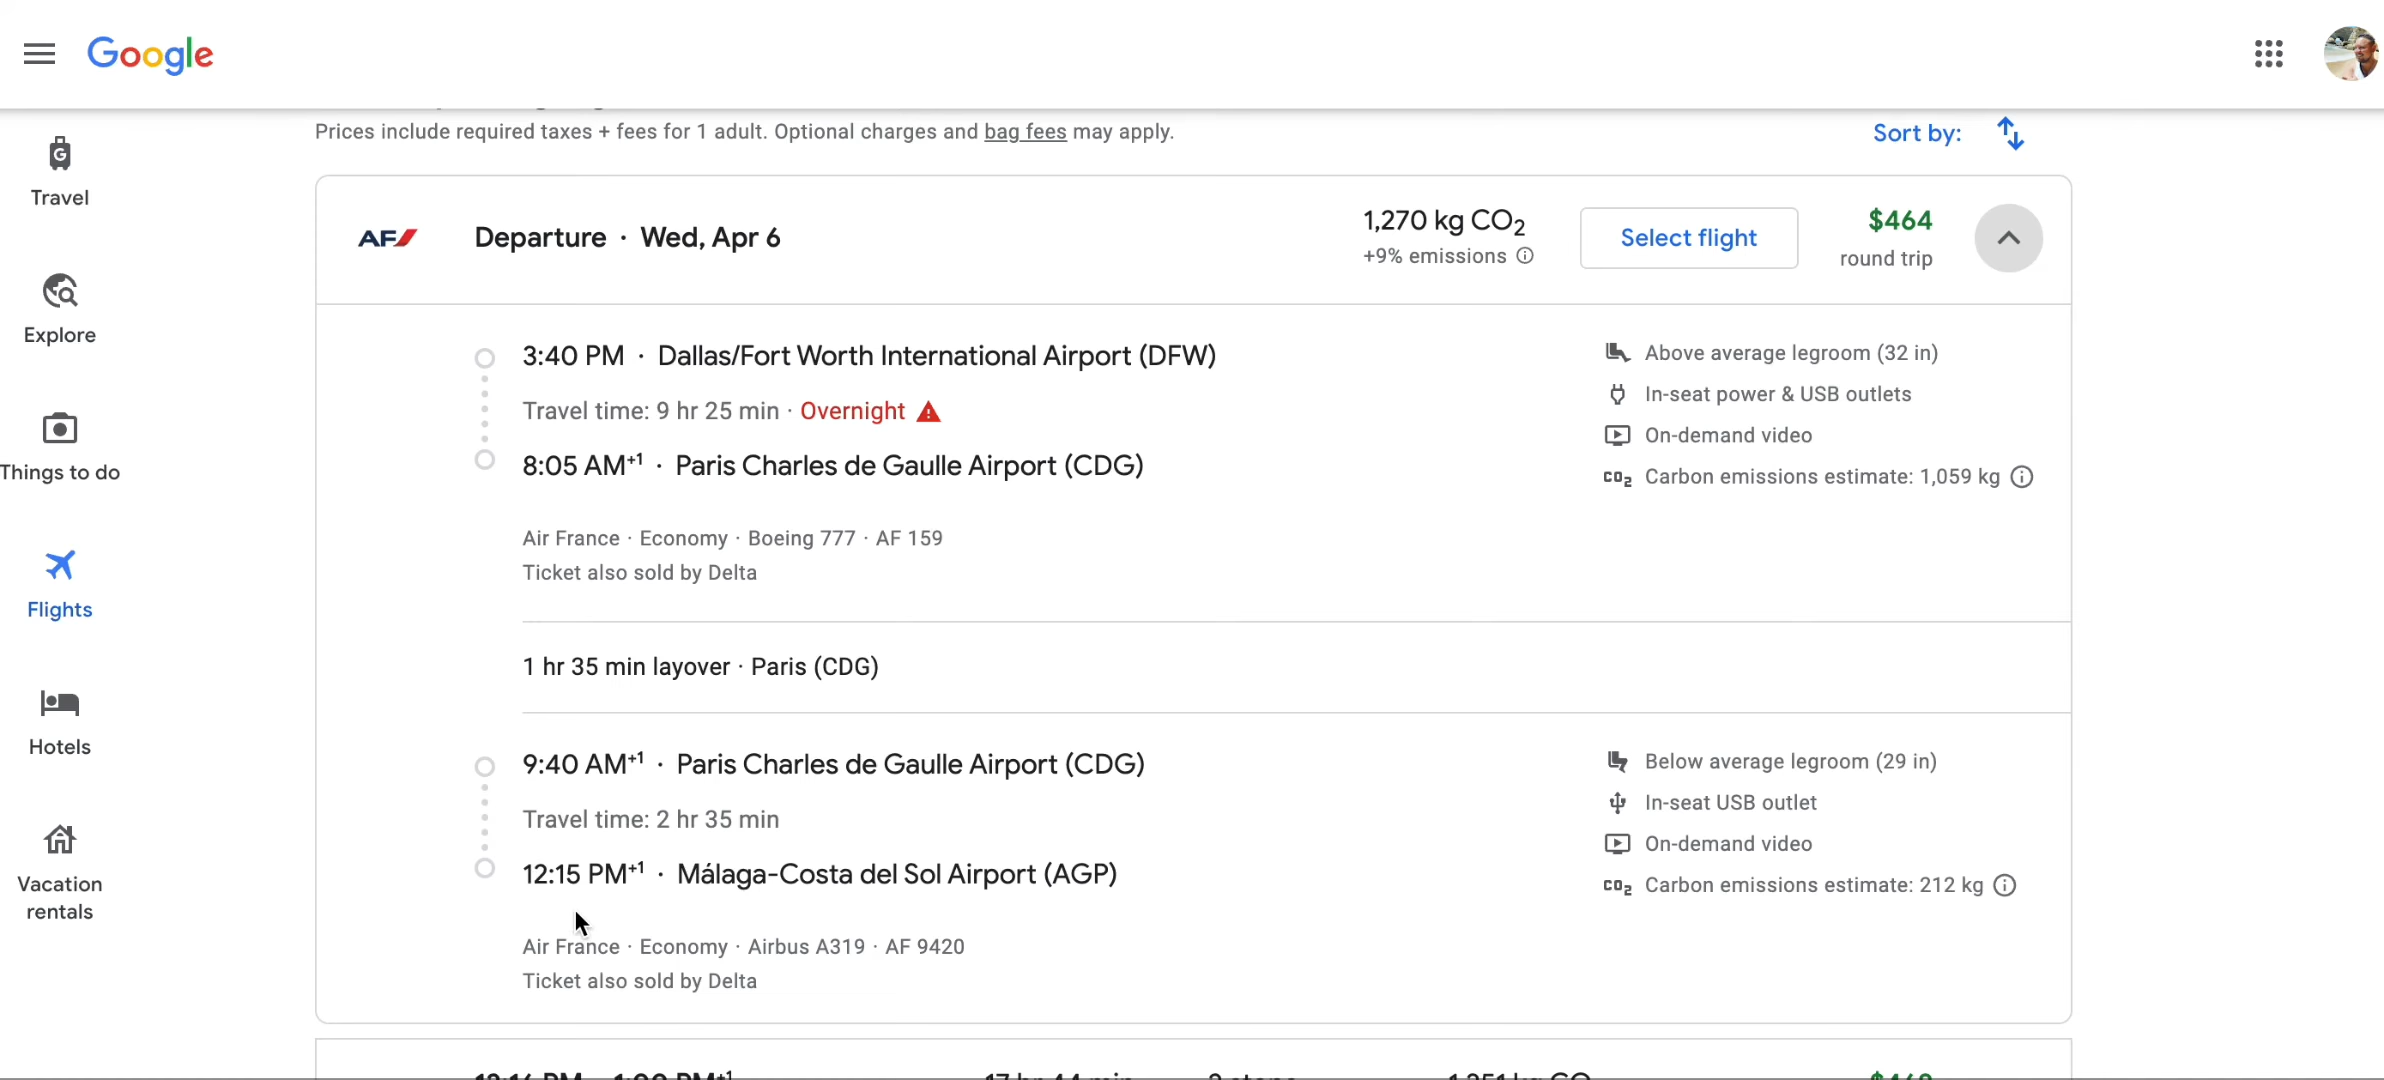 Google
Prices include required taxes + fees for 1 adult. Optional charges and bag fees may apply.
Sort by:
Travel
Explore
Things to do
Flights
Hotels
Vacation
rentals
AF
Departure · Wed, Apr 6
1,270 kg CO2
+9% emissions
Select flight
$464
round trip
3:40 PM · Dallas/Fort Worth International Airport (DFW)
Travel time: 9 hr 25 min · Overnight
8:05 AM+1 · Paris Charles de Gaulle Airport (CDG)
Air France · Economy · Boeing 777 · AF 159
Ticket also sold by Delta
Above average legroom (32 in)
In-seat power & USB outlets
On-demand video
CO2 Carbon emissions estimate: 1,059 kg
1 hr 35 min layover · Paris (CDG)
9:40 AM+1 · Paris Charles de Gaulle Airport (CDG)
Travel time: 2 hr 35 min
12:15 PM+1 · Málaga-Costa del Sol Airport (AGP)
Air France · Economy · Airbus A319 · AF 9420
Ticket also sold by Delta
Below average legroom (29 in)
In-seat USB outlet
On-demand video
CO2 Carbon emissions estimate: 212 kg